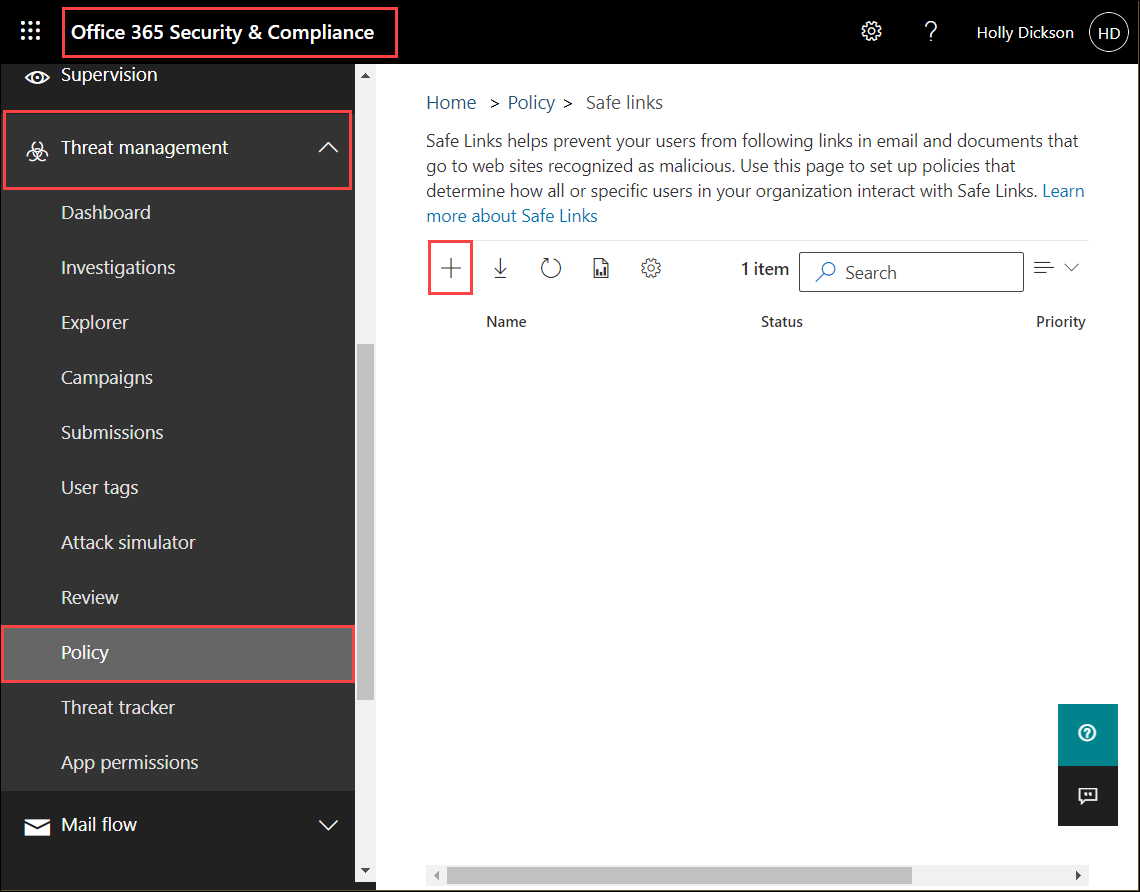 Office 365 Security & Compliance
?
Holly Dickson
HD
Supervision
Threat management
Dashboard
Investigations
Explorer
Campaigns
Submissions
User tags
Attack simulator
Review
Policy
Threat tracker
App permissions
Mail flow
Home > Policy > Safe links
Safe Links helps prevent your users from following links in email and documents that
go to web sites recognized as malicious. Use this page to set up policies that
determine how all or specific users in your organization interact with Safe Links. Learn
more about Safe Links
1 item
Search
Name Status Priority